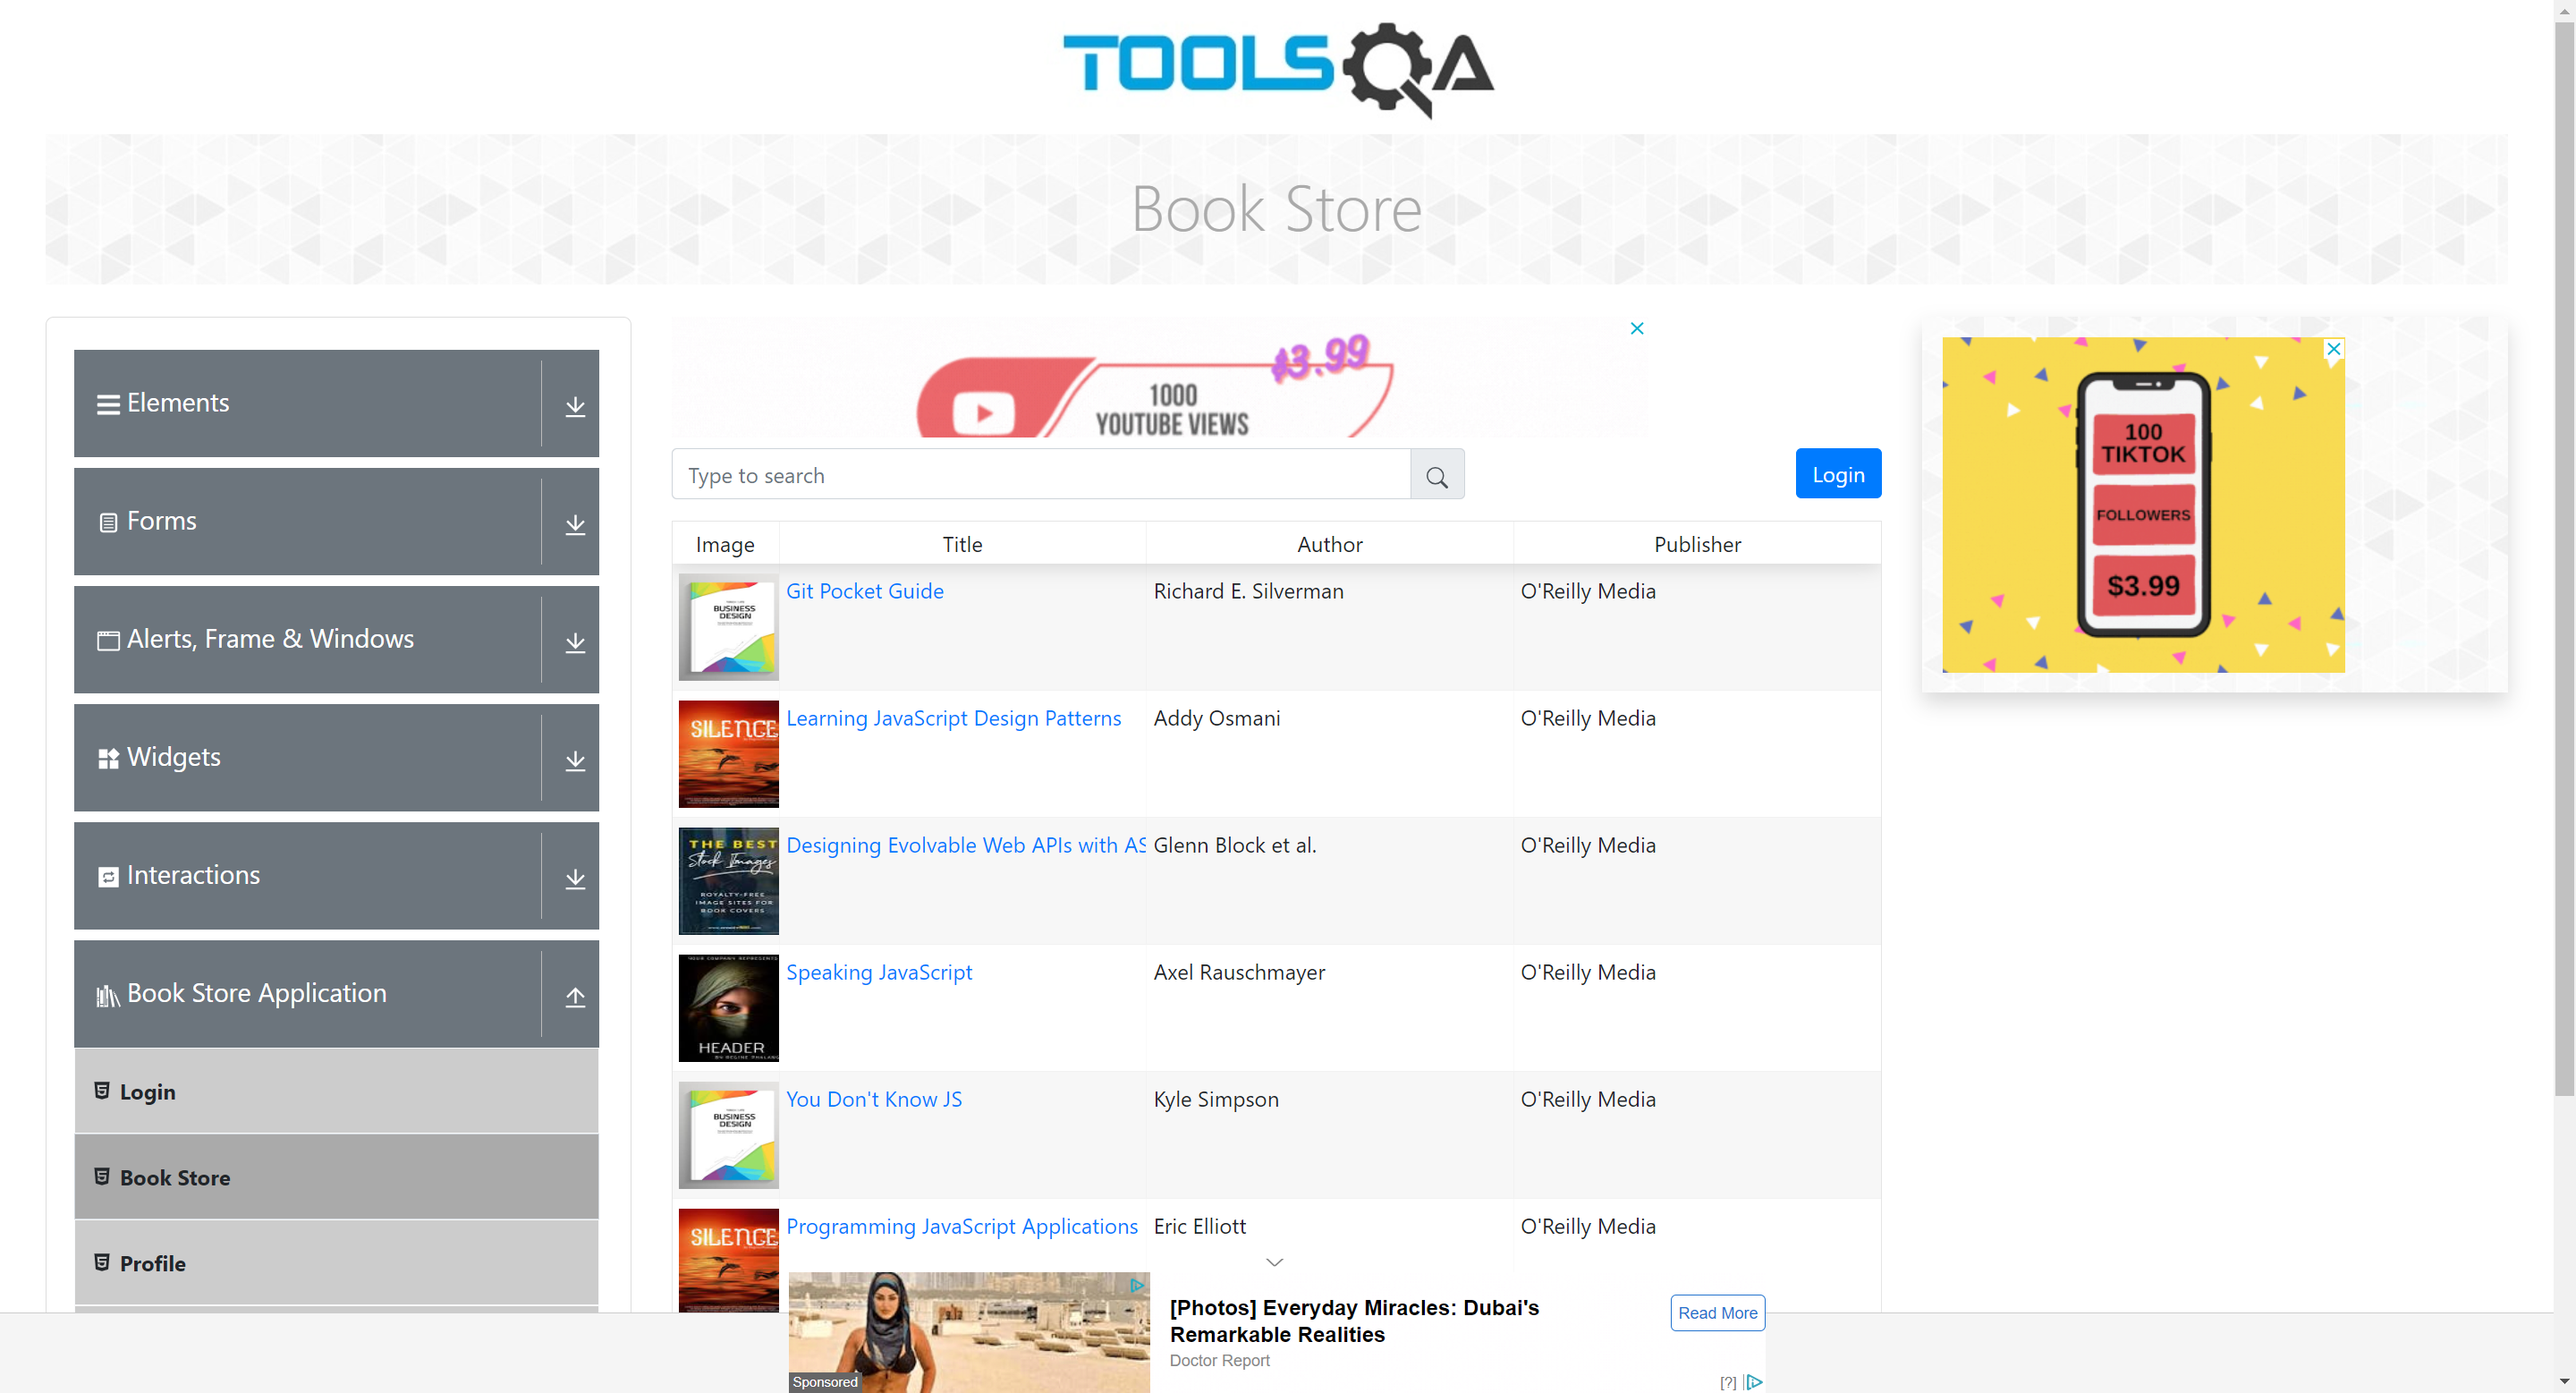 TOOLSQA
Book Store
Elements
Forms
Alerts, Frame & Windows
Widgets
Interactions
Book Store Application
Login
Book Store
Profile
$3.99
1000
YOUTUBE VIEWS
Type to search
Login
Image Title Author Publisher
BUSINESS
DESIGN
Git Pocket Guide Richard E. Silverman O'Reilly Media
SILENCE
Learning JavaScript Design Patterns Addy Osmani O'Reilly Media
THE BEST
Stock Images
ROYALTY-FREE
IMAGE SITES FOR
BOOK COVERS
Designing Evolvable Web APIs with AS Glenn Block et al. O'Reilly Media
YOUR COMPANY REPRESENTS
HEADER
Speaking JavaScript Axel Rauschmayer O'Reilly Media
BUSINESS
DESIGN
You Don't Know JS Kyle Simpson O'Reilly Media
SILENCE
Programming JavaScript Applications Eric Elliott O'Reilly Media
100
TIKTOK
FOLLOWERS
$3.99
Sponsored
[Photos] Everyday Miracles: Dubai's
Remarkable Realities
Doctor Report
Read More
[?]